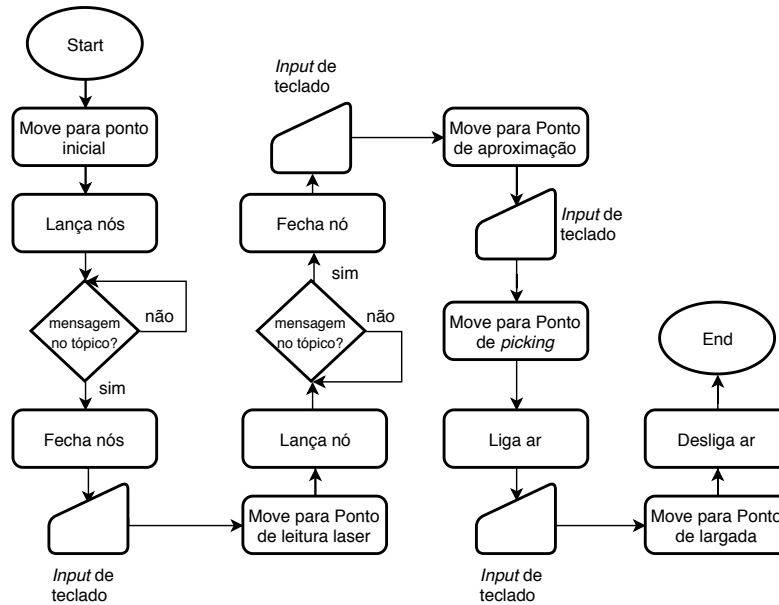 Start
Move para ponto
inicial
Lança nós
mensagem
no tópico?
não
sim
Fecha nós
Input de
teclado
Move para Ponto
de leitura laser
Lança nó
mensagem
no tópico?
não
sim
Fecha nó
Input de
teclado
Move para Ponto
de aproximação
Input de
teclado
Move para Ponto
de picking
Liga ar
Input de
teclado
Move para Ponto
de largada
Desliga ar
End